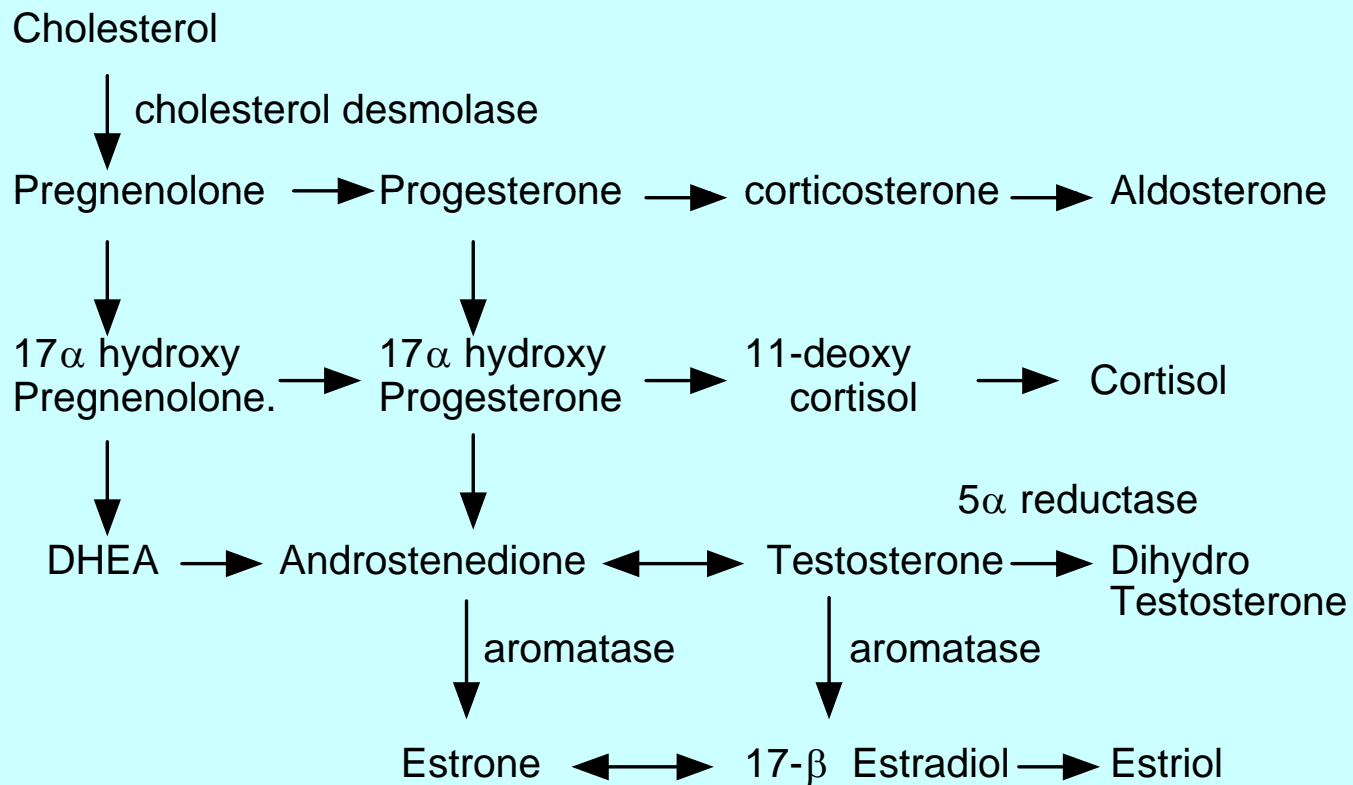 Cholesterol
cholesterol desmolase
Pregnenolone Progesterone corticosterone Aldosterone
17α hydroxy 17α hydroxy 11-deoxy
Pregnenolone. Progesterone cortisol Cortisol
5α reductase
DHEA Androstenedione Testosterone Dihydro
Testosterone
aromatase aromatase
Estrone 17-β Estradiol Estriol